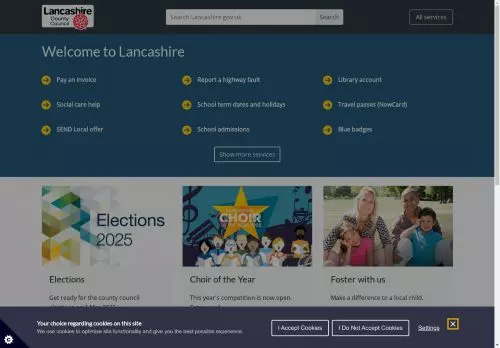 Lancashire
County
Council
Search Lancashire.gov.uk
Search
All services
Welcome to Lancashire
Pay an invoice
Report a highway fault
Library account
Social care help
School term dates and holidays
Travel passes (NowCard)
SEND Local offer
School admissions
Blue badges
Show more services
Elections
2025
CHOIR
Elections
Choir of the Year
Foster with us
Get ready for the county council
This year's competition is now open.
Make a difference to a local child.
Your choice regarding cookies on this site
We use cookies to optimise site functionality and give you the best possible experience.
I Accept Cookies
I Do Not Accept Cookies
Settings